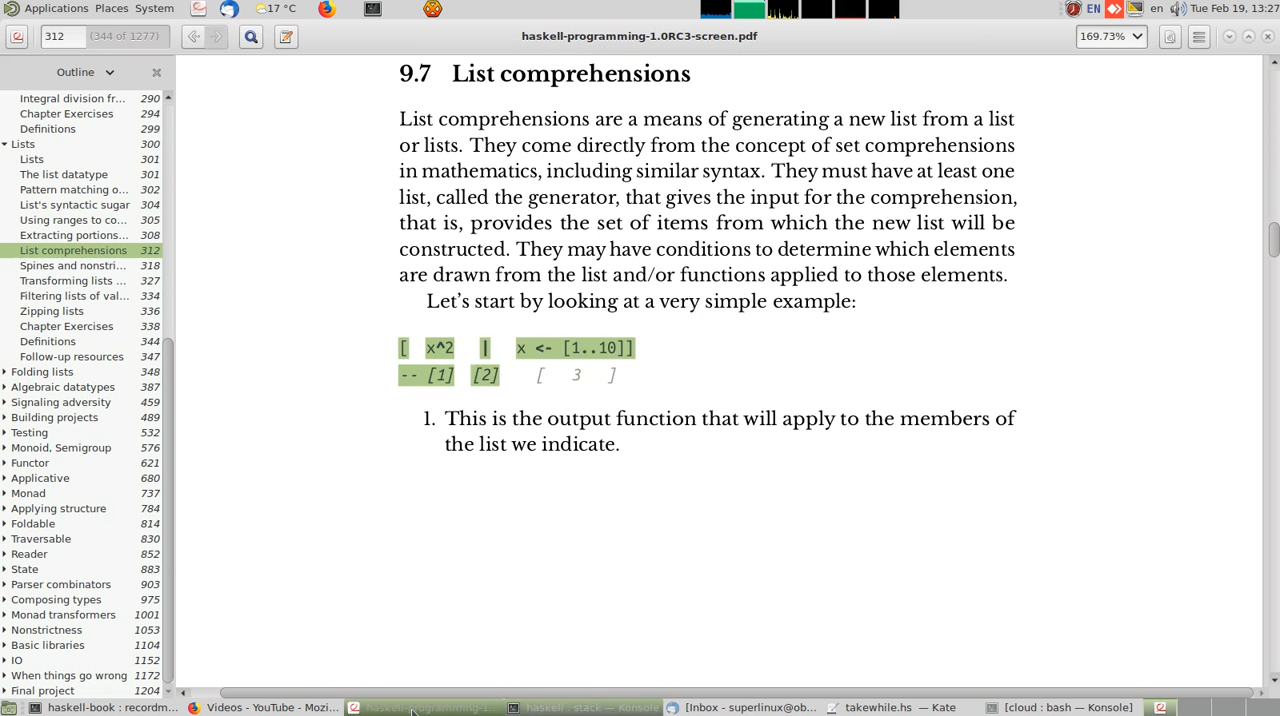 Applications Places System 17 °C EN en Tue Feb 19, 13:27
312 (344 of 1277) haskell-programming-1.0RC3-screen.pdf 169.73%
Outline
Integral division fr... 290
Chapter Exercises 294
Definitions 299
Lists 300
Lists 301
The list datatype 301
Pattern matching o... 302
List's syntactic sugar 304
Using ranges to co... 305
Extracting portions... 308
List comprehensions 312
Spines and nonstri... 318
Transforming lists ... 327
Filtering lists of val... 334
Zipping lists 336
Chapter Exercises 338
Definitions 344
Follow-up resources 347
Folding lists 348
Algebraic datatypes 387
Signaling adversity 459
Building projects 489
Testing 532
Monoid, Semigroup 576
Functor 621
Applicative 680
Monad 737
Applying structure 784
Foldable 814
Traversable 830
Reader 852
State 883
Parser combinators 903
Composing types 975
Monad transformers 1001
Nonstrictness 1053
Basic libraries 1104
IO 1152
When things go wrong 1172
Final project 1204
9.7 List comprehensions
List comprehensions are a means of generating a new list from a list
or lists. They come directly from the concept of set comprehensions
in mathematics, including similar syntax. They must have at least one
list, called the generator, that gives the input for the comprehension,
that is, provides the set of items from which the new list will be
constructed. They may have conditions to determine which elements
are drawn from the list and/or functions applied to those elements.
Let's start by looking at a very simple example:
[ x^2 | x <- [1..10]]
-- [1] [2] [ 3 ]
1. This is the output function that will apply to the members of
the list we indicate.
haskell-book : recordm... Videos - YouTube - Mozi... haskell-programming-1... haskell : stack — Konsole [Inbox - superlinux@ob... takewhile.hs — Kate [cloud : bash — Konsole]